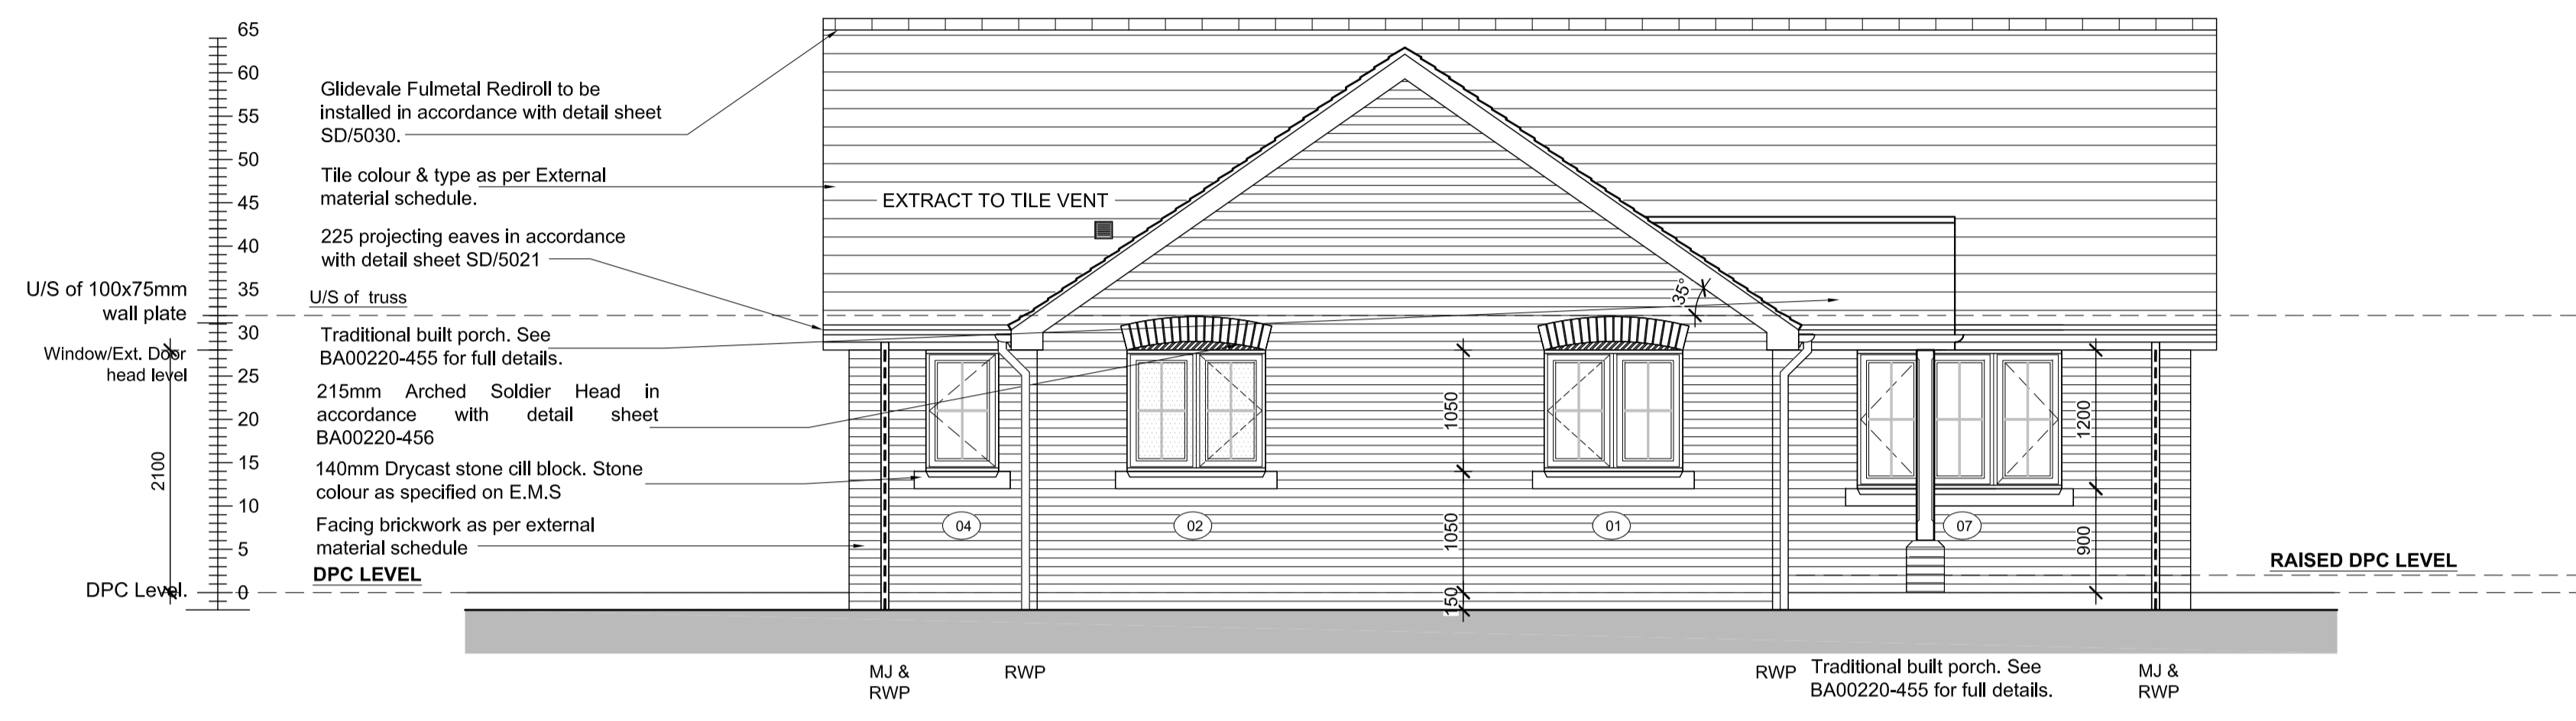 65
60
55
50
45
40
35
30
25
20
15
10
5
0
U/S of 100x75mm
wall plate
Window/Ext. Door
head level
2100
DPC Level.
Glidevale Fulmetal Rediroll to be
installed in accordance with detail sheet
SD/5030.
Tile colour & type as per External
material schedule.
225 projecting eaves in accordance
with detail sheet SD/5021
U/S of truss
Traditional built porch. See
BA00220-455 for full details.
215mm Arched Soldier Head in
accordance with detail sheet
BA00220-456
140mm Drycast stone cill block. Stone
colour as specified on E.M.S
Facing brickwork as per external
material schedule
DPC LEVEL
EXTRACT TO TILE VENT
35°
1050
1050
150
1200
900
04
02
01
07
RAISED DPC LEVEL
MJ &
RWP
RWP
RWP
Traditional built porch. See
BA00220-455 for full details.
MJ &
RWP